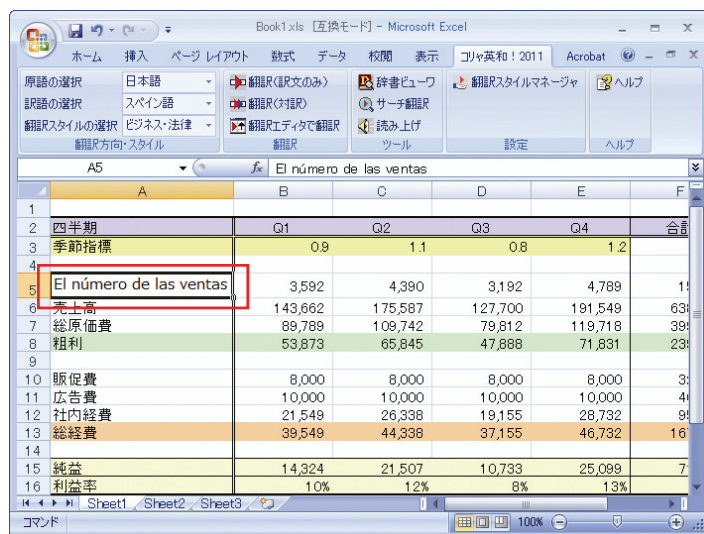 Book1.xls [互換モード] - Microsoft Excel
ホーム 挿入 ページ レイアウト 数式 データ 校閲 表示 コリャ英和!2011 Acrobat
原語の選択 日本語 翻訳(訳文のみ) 辞書ビューワ 翻訳スタイルマネージャ ヘルプ
訳語の選択 スペイン語 翻訳(対訳) サーチ翻訳
翻訳スタイルの選択 ビジネス・法律 翻訳エディタで翻訳 読み上げ
翻訳方向・スタイル 翻訳 ツール 設定 ヘルプ
A5 fx El número de las ventas
A B C D E F
1
2 四半期 Q1 Q2 Q3 Q4 合計
3 季節指標 0.9 1.1 0.8 1.2
4
5 El número de las ventas 3,592 4,390 3,192 4,789
6 売上高 143,662 175,587 127,700 191,549
7 総原価費 89,789 109,742 79,812 119,718
8 粗利 53,873 65,845 47,888 71,831
9
10 販促費 8,000 8,000 8,000 8,000
11 広告費 10,000 10,000 10,000 10,000
12 社内経費 21,549 26,338 19,155 28,732
13 総経費 39,549 44,338 37,155 46,732
14
15 純益 14,324 21,507 10,733 25,099
16 利益率 10% 12% 8% 13%
Sheet1 Sheet2 Sheet3
コマンド 100%